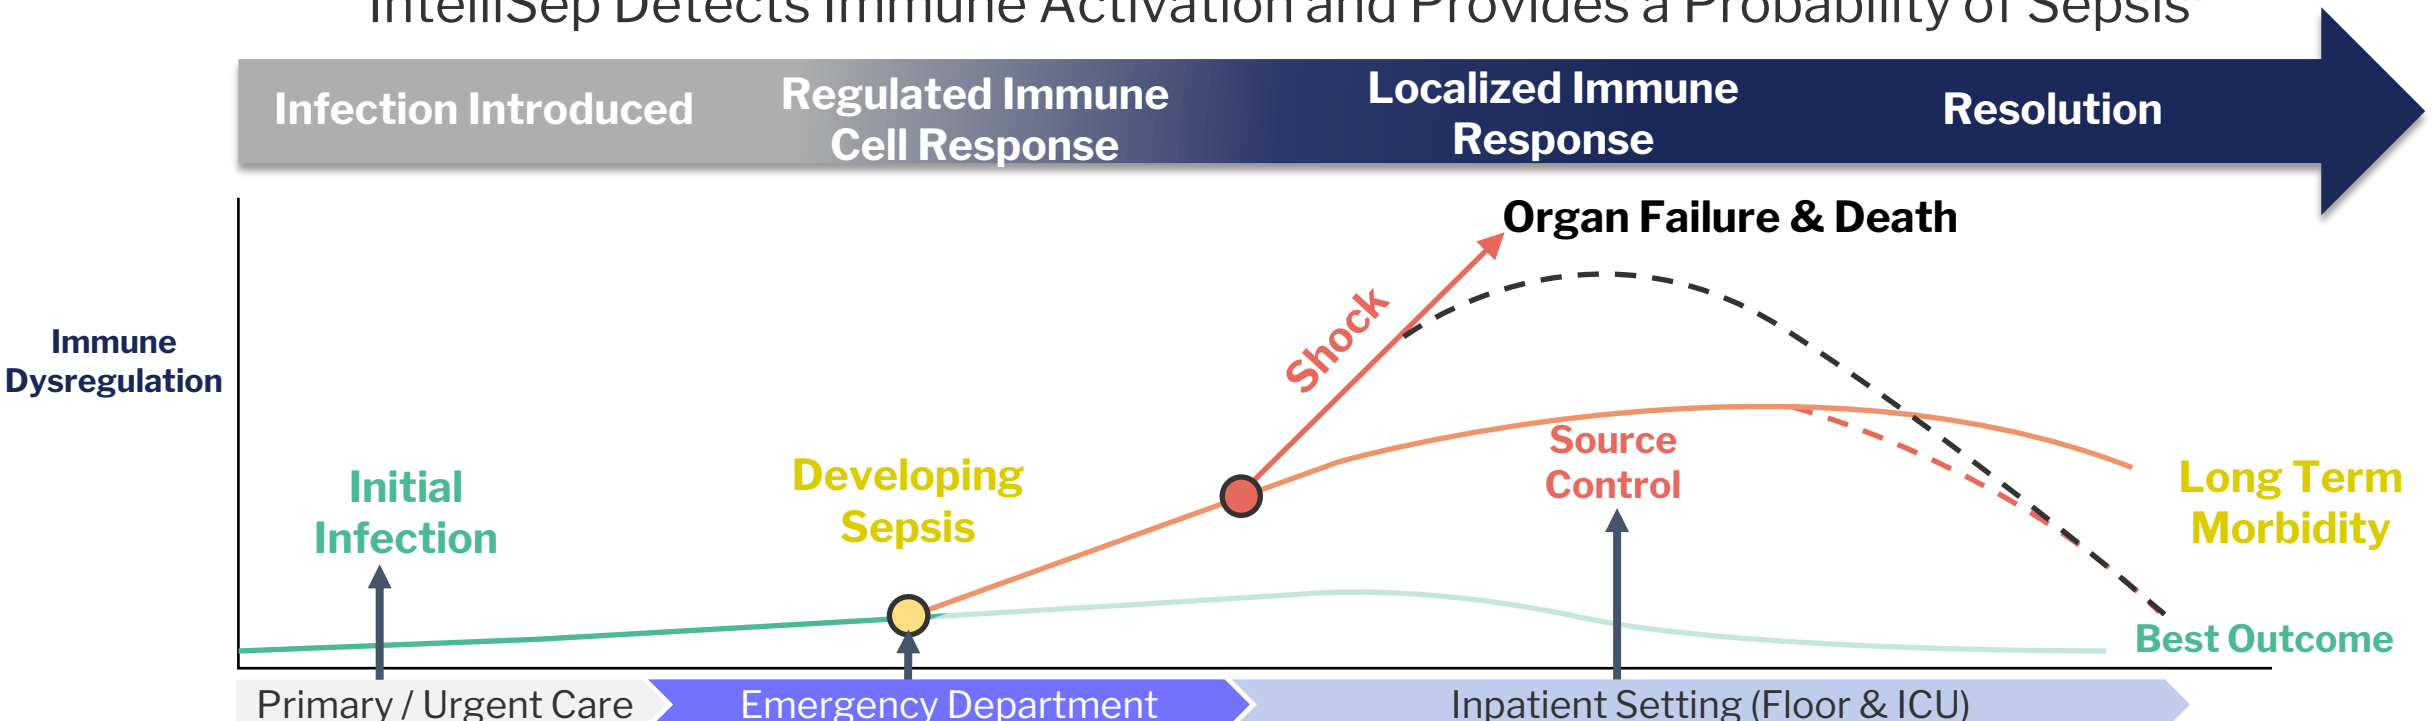 IntelliSep Detects Immune Activation and Provides a Probability of Sepsis
Infection Introduced
Regulated Immune
Cell Response
Localized Immune
Response
Resolution
Organ Failure & Death
Shock
Immune
Dysregulation
Source
Control
Initial
Infection
Developing
Sepsis
Long Term
Morbidity
Best Outcome
Primary / Urgent Care
Emergency Department
Inpatient Setting (Floor & ICU)